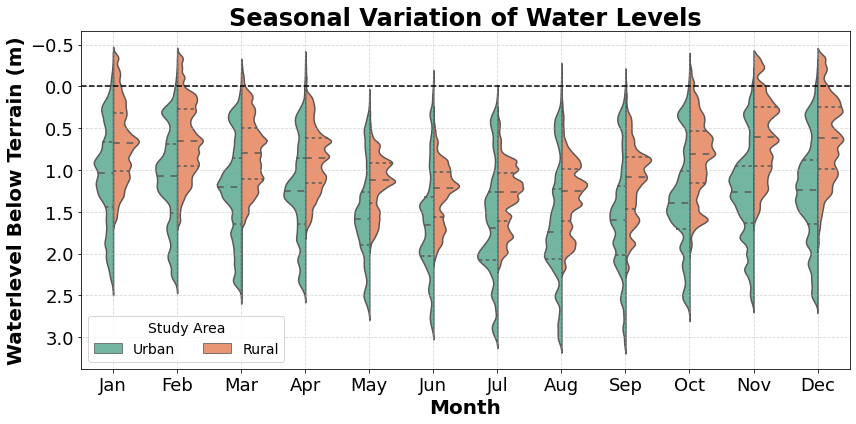 Seasonal Variation of Water Levels
Waterlevel Below Terrain (m)
−0.5
0.0
0.5
1.0
1.5
2.0
2.5
3.0
Study Area
Urban Rural
Jan Feb Mar Apr May Jun Jul Aug Sep Oct Nov Dec
Month